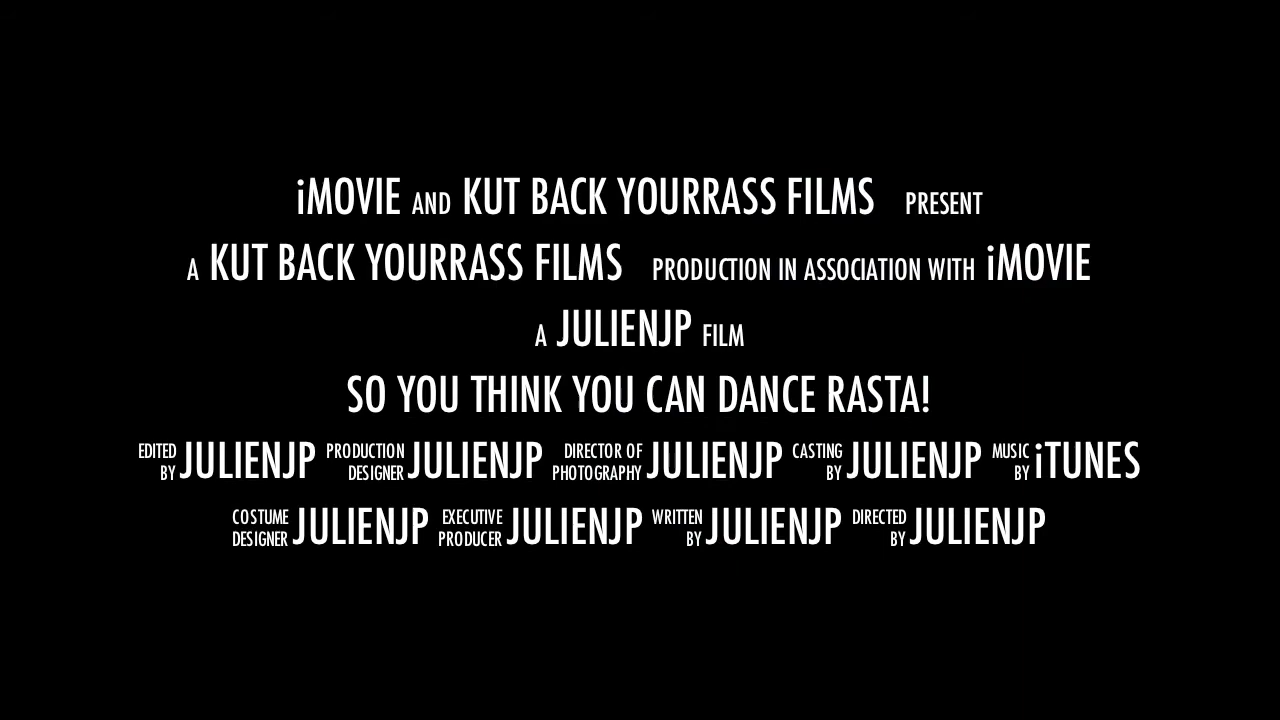 iMOVIE AND KUT BACK YOURRASS FILMS PRESENT
A KUT BACK YOURRASS FILMS PRODUCTION IN ASSOCIATION WITH iMOVIE
A JULIENJP FILM
SO YOU THINK YOU CAN DANCE RASTA!
EDITED BY JULIENJP PRODUCTION DESIGNER JULIENJP DIRECTOR OF PHOTOGRAPHY JULIENJP CASTING BY JULIENJP MUSIC BY iTUNES
COSTUME DESIGNER JULIENJP EXECUTIVE PRODUCER JULIENJP WRITTEN BY JULIENJP DIRECTED BY JULIENJP